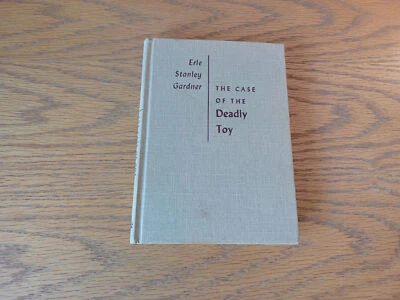 Erle
Stanley
Gardner
THE CASE
OF THE
Deadly
Toy